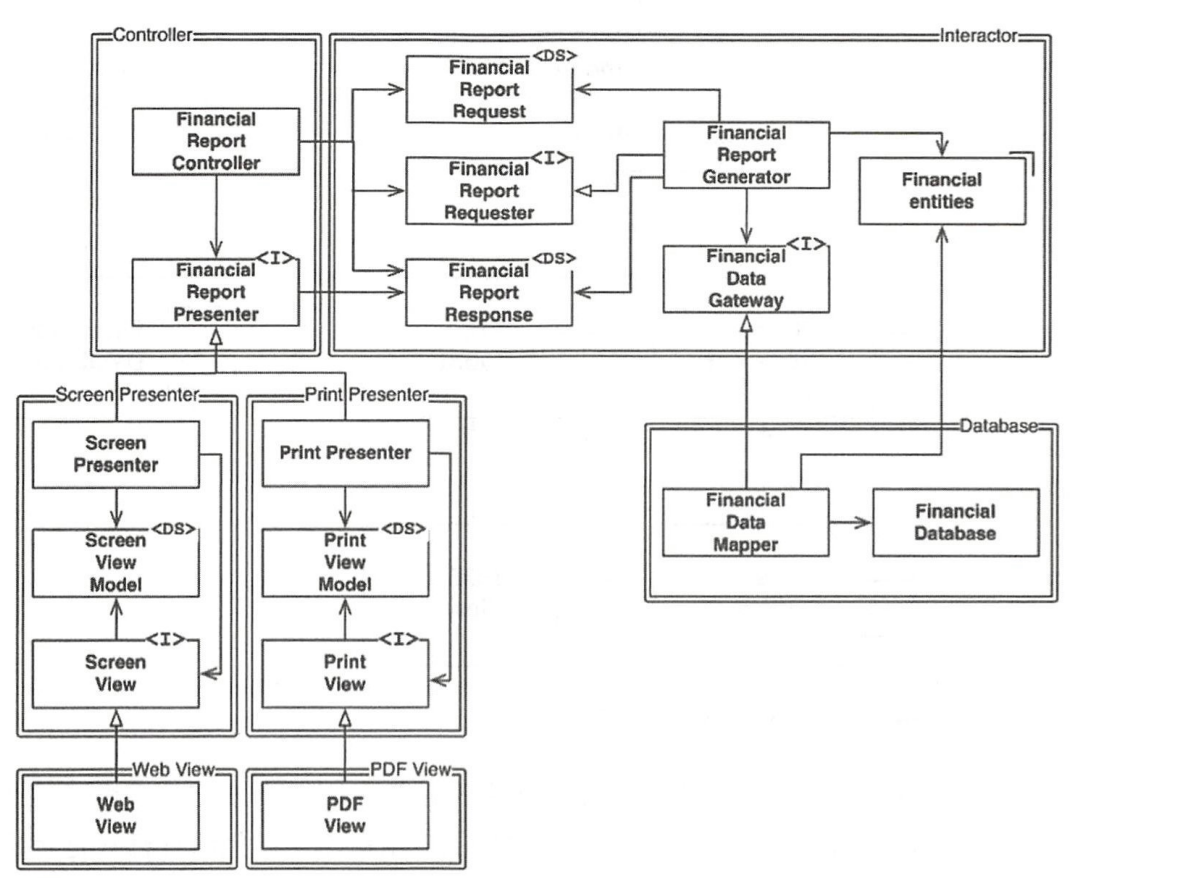 Controller
Interactor
<DS>
Financial
Report
Request
Financial
Report
Controller
Financial
Report
Generator
<I>
Financial
Report
Requester
Financial
entities
<I>
Financial
Report
Presenter
<DS>
Financial
Report
Response
<I>
Financial
Data
Gateway
Screen Presenter
Print Presenter
Database
Screen
Presenter
Print Presenter
Financial
Data
Mapper
Financial
Database
<DS>
Screen
View
Model
<DS>
Print
View
Model
<I>
Screen
View
<I>
Print
View
Web View
PDF View
Web
View
PDF
View